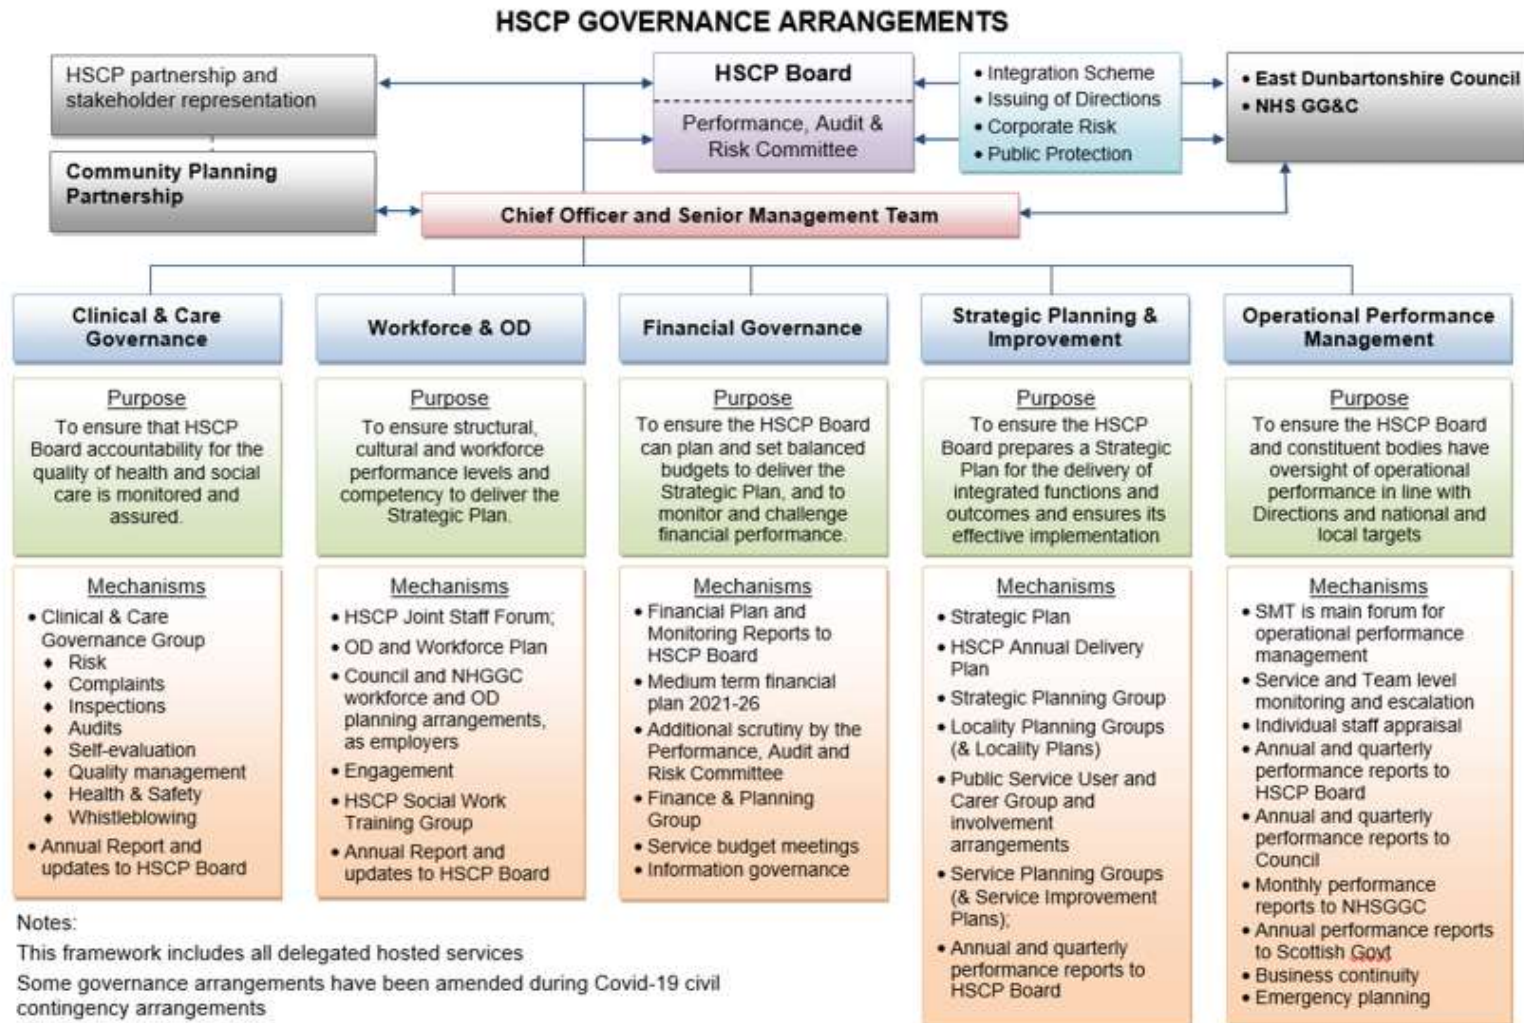 HSCP GOVERNANCE ARRANGEMENTS
HSCP partnership and
stakeholder representation
Community Planning
Partnership
HSCP Board
Performance, Audit &
Risk Committee
• Integration Scheme
• Issuing of Directions
• Corporate Risk
• Public Protection
• East Dunbartonshire Council
• NHS GG&C
Chief Officer and Senior Management Team
Clinical & Care
Governance
Purpose
To ensure that HSCP
Board accountability for the
quality of health and social
care is monitored and
assured.
Mechanisms
• Clinical & Care
Governance Group
♦ Risk
♦ Complaints
♦ Inspections
♦ Audits
♦ Self-evaluation
♦ Quality management
♦ Health & Safety
♦ Whistleblowing
• Annual Report and
updates to HSCP Board
Workforce & OD
Purpose
To ensure structural,
cultural and workforce
performance levels and
competency to deliver the
Strategic Plan.
Mechanisms
• HSCP Joint Staff Forum;
• OD and Workforce Plan
• Council and NHGGC
workforce and OD
planning arrangements,
as employers
• Engagement
• HSCP Social Work
Training Group
• Annual Report and
updates to HSCP Board
Financial Governance
Purpose
To ensure the HSCP Board
can plan and set balanced
budgets to deliver the
Strategic Plan, and to
monitor and challenge
financial performance.
Mechanisms
• Financial Plan and
Monitoring Reports to
HSCP Board
• Medium term financial
plan 2021-26
• Additional scrutiny by the
Performance, Audit and
Risk Committee
• Finance & Planning
Group
• Service budget meetings
• Information governance
Strategic Planning &
Improvement
Purpose
To ensure the HSCP
Board prepares a Strategic
Plan for the delivery of
integrated functions and
outcomes and ensures its
effective implementation
Mechanisms
• Strategic Plan
• HSCP Annual Delivery
Plan
• Strategic Planning Group
• Locality Planning Groups
(& Locality Plans)
• Public Service User and
Carer Group and
involvement
arrangements
• Service Planning Groups
(& Service Improvement
Plans);
• Annual and quarterly
performance reports to
HSCP Board
Operational Performance
Management
Purpose
To ensure the HSCP Board
and constituent bodies have
oversight of operational
performance in line with
Directions and national and
local targets
Mechanisms
• SMT is main forum for
operational performance
management
• Service and Team level
monitoring and escalation
• Individual staff appraisal
• Annual and quarterly
performance reports to
HSCP Board
• Annual and quarterly
performance reports to
Council
• Monthly performance
reports to NHSGGC
• Annual performance reports
to Scottish Govt
• Business continuity
• Emergency planning
Notes:
This framework includes all delegated hosted services
Some governance arrangements have been amended during Covid-19 civil
contingency arrangements